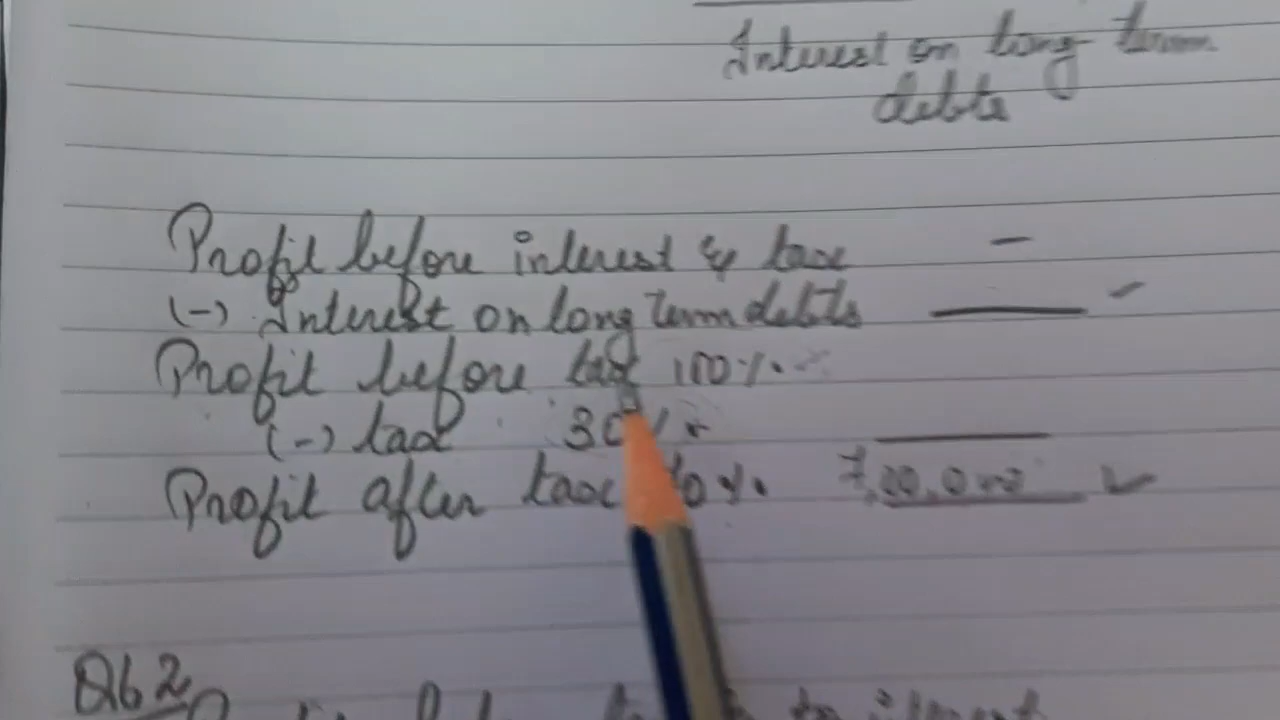 Interest on long term
debts
Profit before interest & tax -
(-) Interest on long term debts
Profit before tax 100%
(-) tax 30%
Profit after tax 70% 7,00,000
Q62